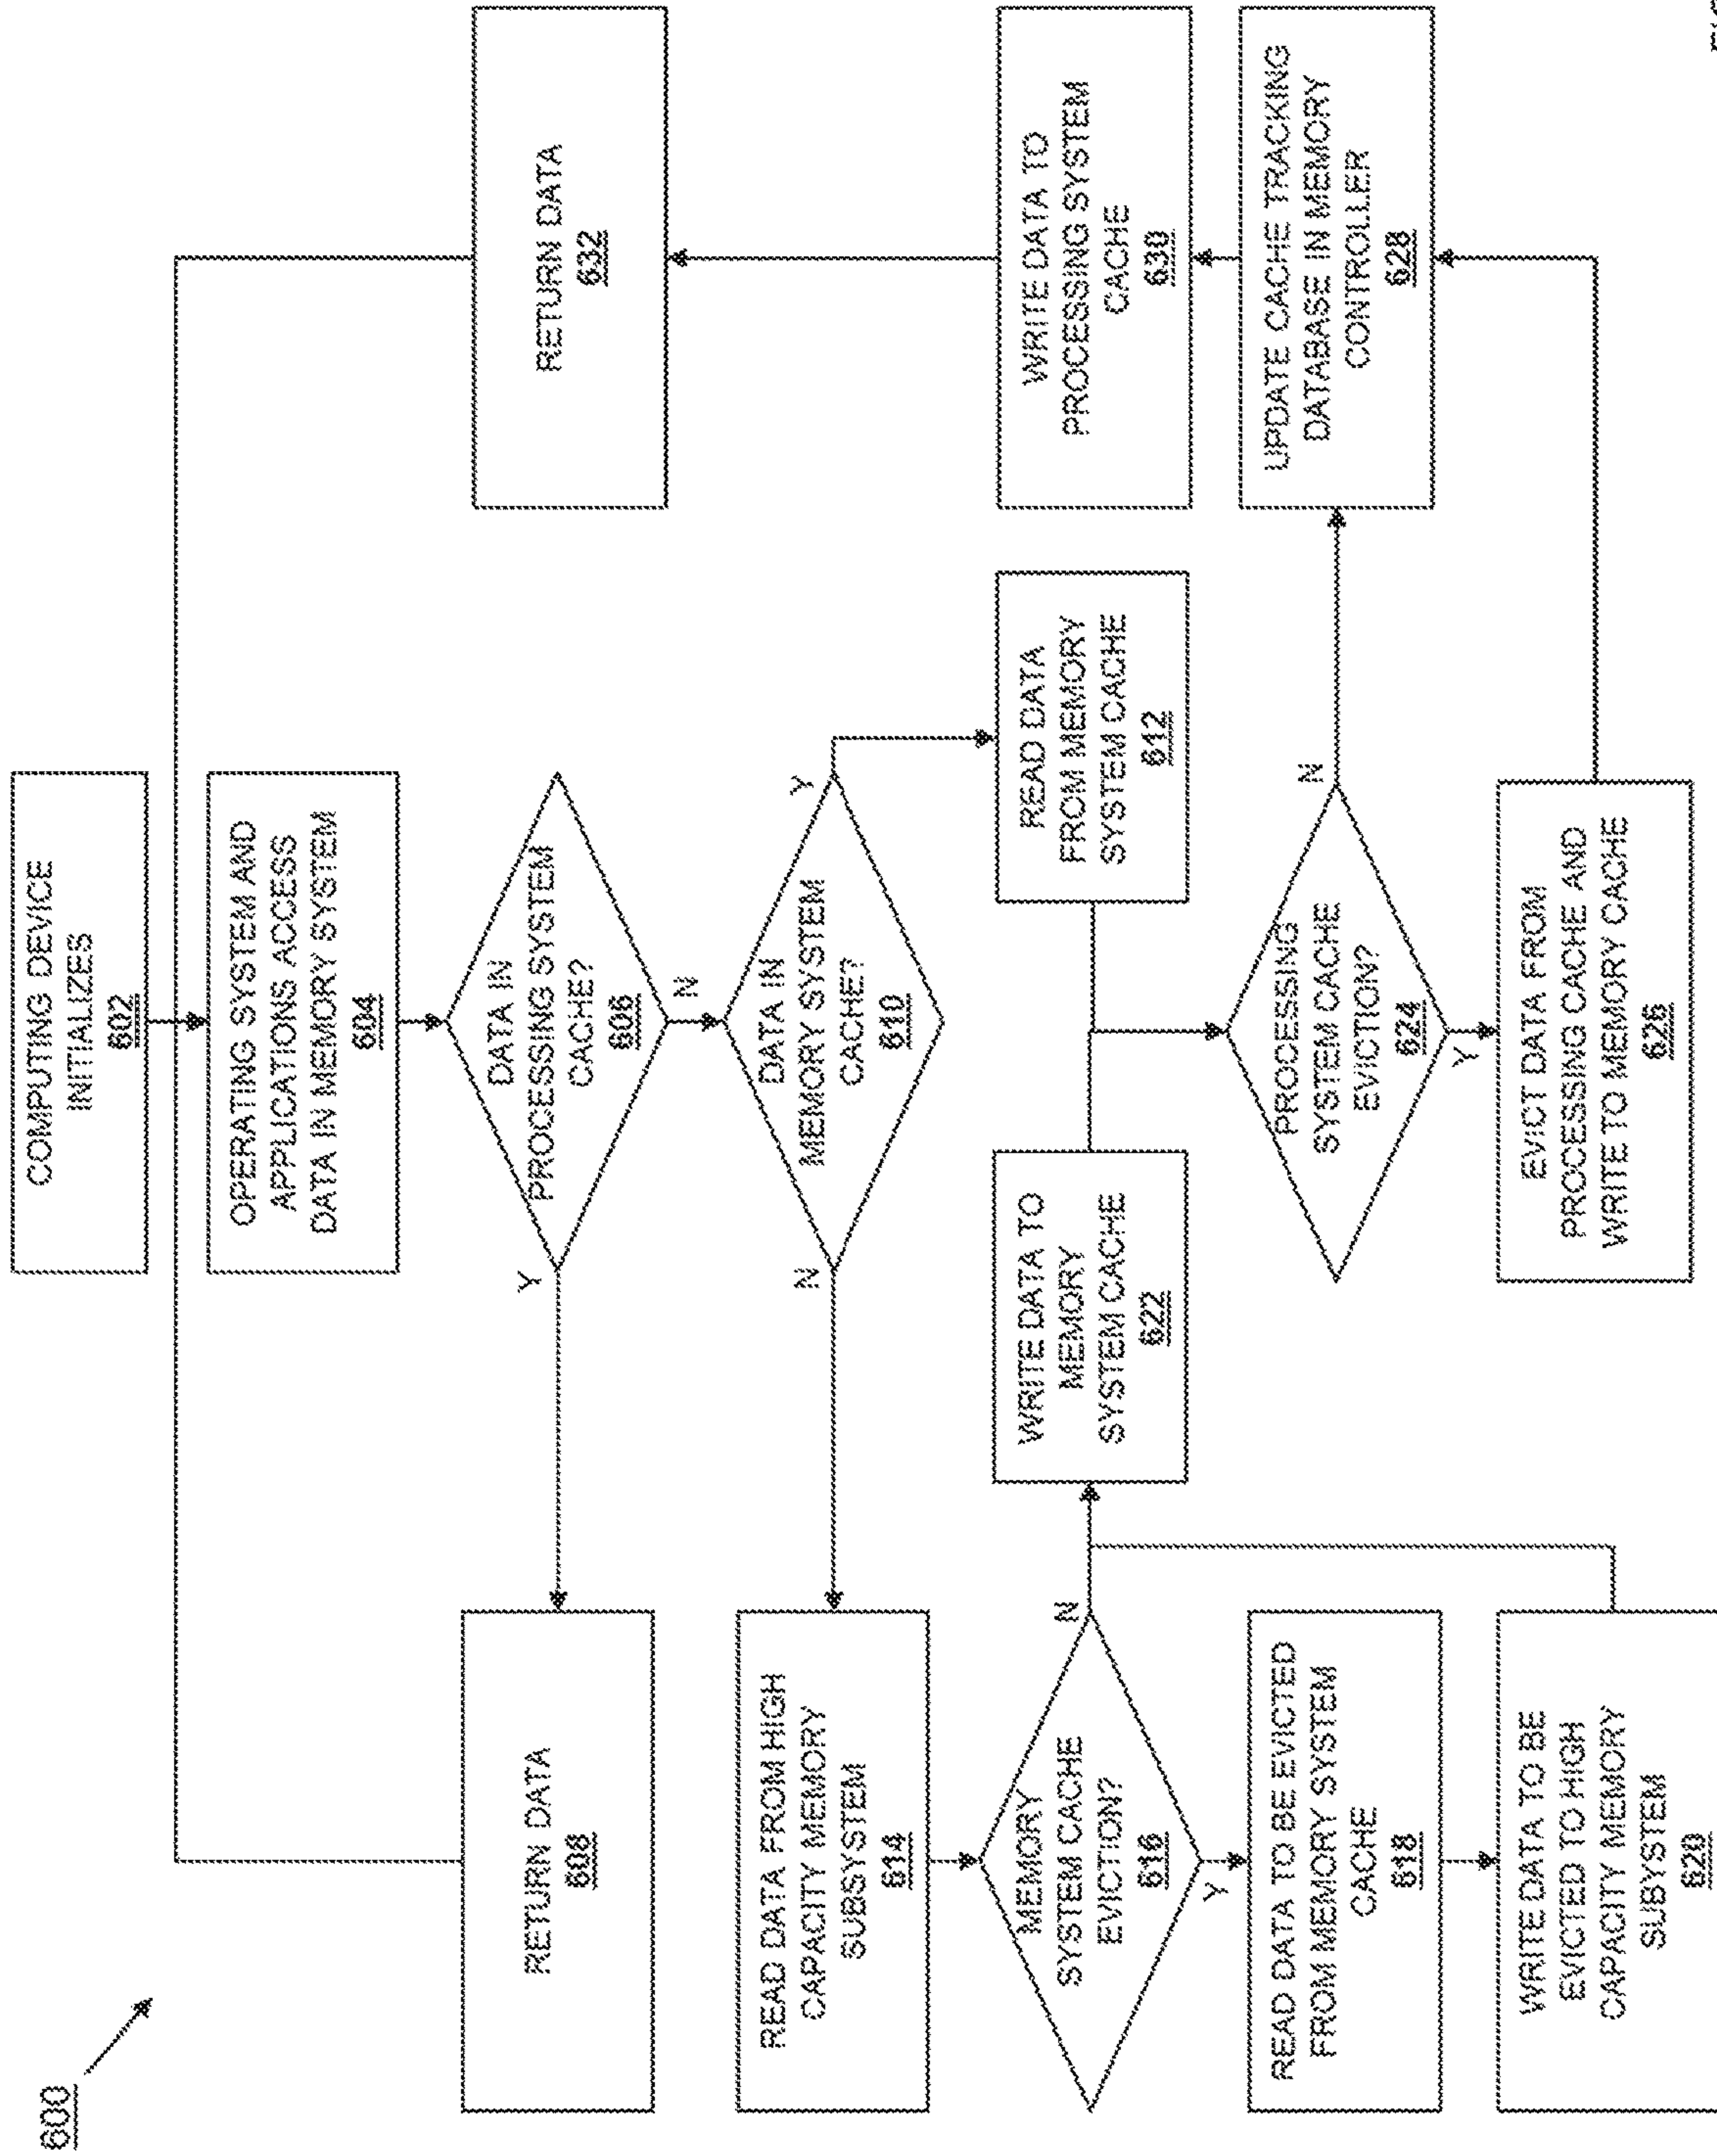 600
COMPUTING DEVICE
INITIALIZES
602
OPERATING SYSTEM AND
APPLICATIONS ACCESS
DATA IN MEMORY SYSTEM
604
DATA IN
PROCESSING SYSTEM
CACHE?
606
Y
N
RETURN DATA
608
RETURN DATA
632
DATA IN
MEMORY SYSTEM
CACHE?
610
N
Y
READ DATA FROM HIGH
CAPACITY MEMORY
SUBSYSTEM
614
WRITE DATA TO
MEMORY
SYSTEM CACHE
622
READ DATA
FROM MEMORY
SYSTEM CACHE
612
WRITE DATA TO
PROCESSING SYSTEM
CACHE
630
MEMORY
SYSTEM CACHE
EVICTION?
616
N
Y
READ DATA TO BE EVICTED
FROM MEMORY SYSTEM
CACHE
618
PROCESSING
SYSTEM CACHE
EVICTION?
624
N
Y
UPDATE CACHE TRACKING
DATABASE IN MEMORY
CONTROLLER
628
WRITE DATA TO BE
EVICTED TO HIGH
CAPACITY MEMORY
SUBYSTEM
620
EVICT DATA FROM
PROCESSING CACHE AND
WRITE TO MEMORY CACHE
626